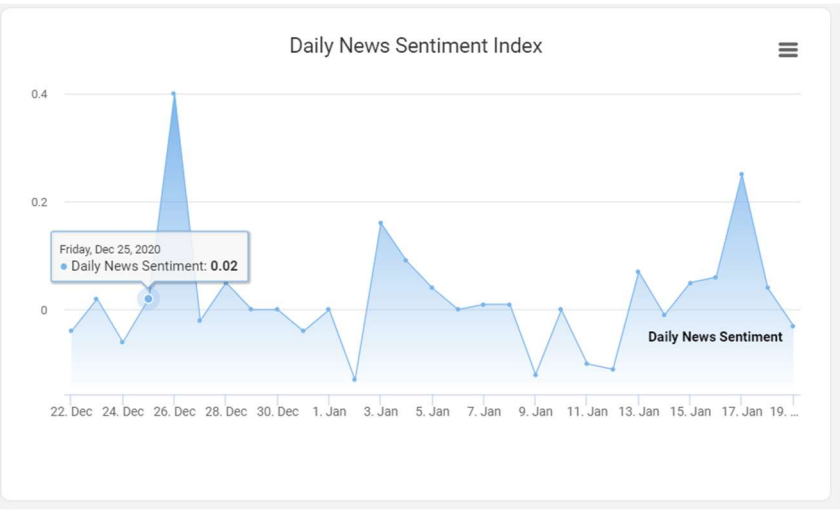 Daily News Sentiment Index
0.4
0.2
Friday, Dec 25, 2020
Daily News Sentiment: 0.02
0
Daily News Sentiment
22. Dec 24. Dec 26. Dec 28. Dec 30. Dec 1. Jan 3. Jan 5. Jan 7. Jan 9. Jan 11. Jan 13. Jan 15. Jan 17. Jan 19. …